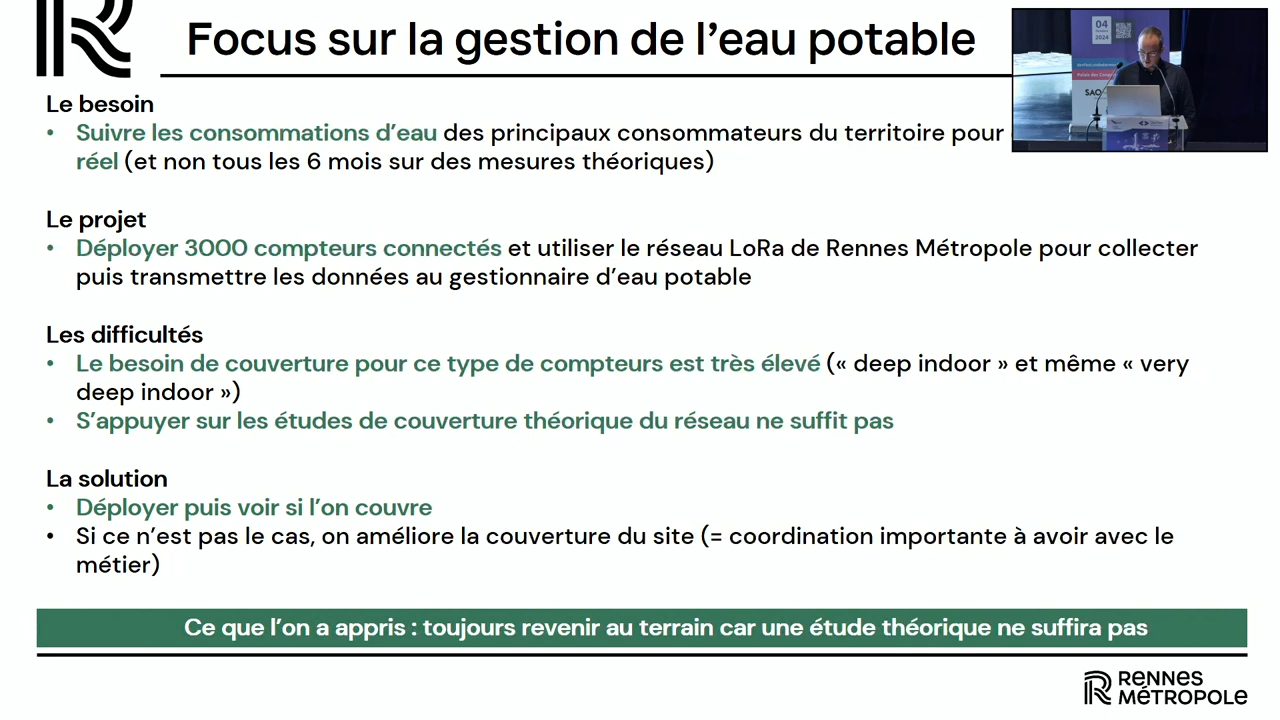 Focus sur la gestion de l'eau potable
04
2024
SAO
Le besoin
• Suivre les consommations d'eau des principaux consommateurs du territoire pour
réel (et non tous les 6 mois sur des mesures théoriques)
Le projet
• Déployer 3000 compteurs connectés et utiliser le réseau LoRa de Rennes Métropole pour collecter
puis transmettre les données au gestionnaire d'eau potable
Les difficultés
• Le besoin de couverture pour ce type de compteurs est très élevé (« deep indoor » et même « very
deep indoor »)
• S'appuyer sur les études de couverture théorique du réseau ne suffit pas
La solution
• Déployer puis voir si l'on couvre
• Si ce n'est pas le cas, on améliore la couverture du site (= coordination importante à avoir avec le
métier)
Ce que l'on a appris : toujours revenir au terrain car une étude théorique ne suffira pas
Rennes
Métropole